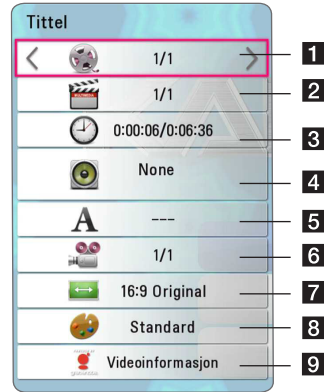 Tittel
1/1 1
1/1 2
0:00:06/0:06:36 3
None 4
A --- 5
1/1 6
16:9 Original 7
Standard 8
Videoinformasjon 9